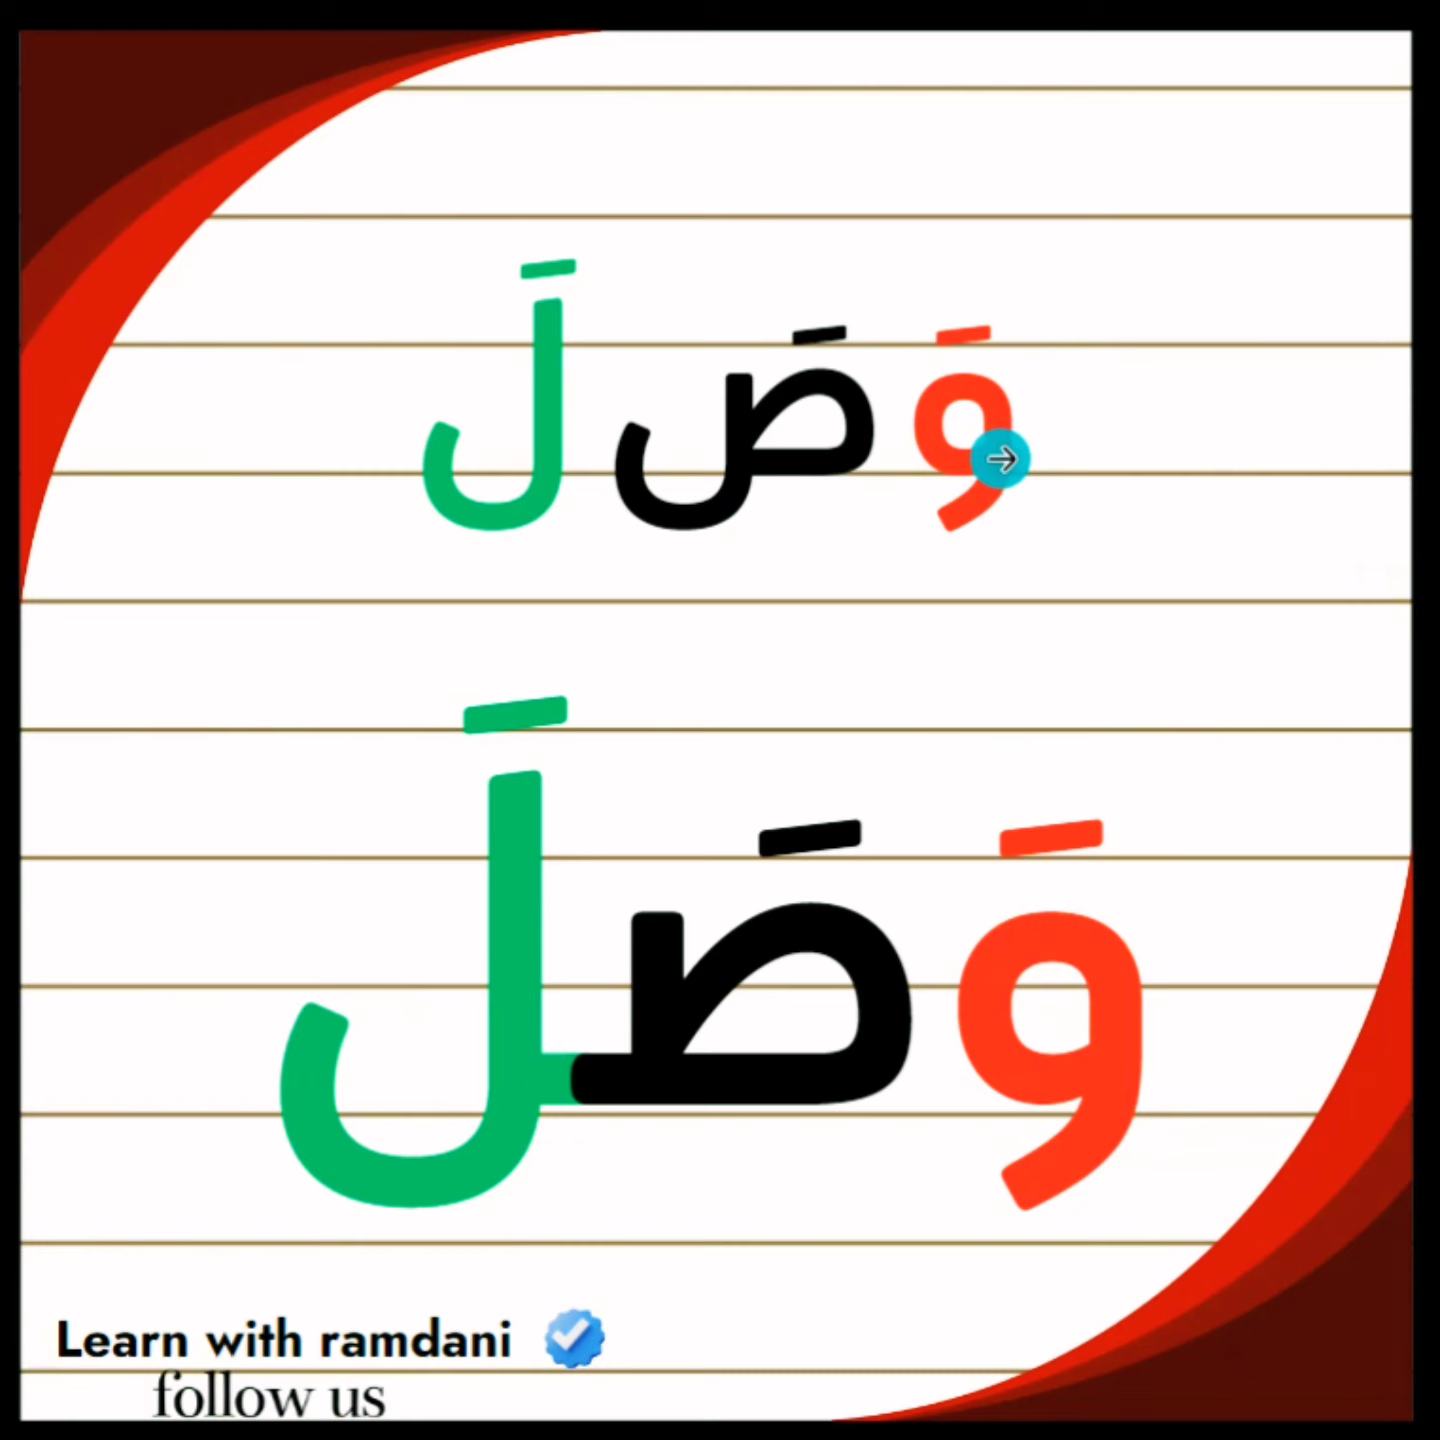 وَ صَ لَ
وَصَلَ
Learn with ramdani
follow us